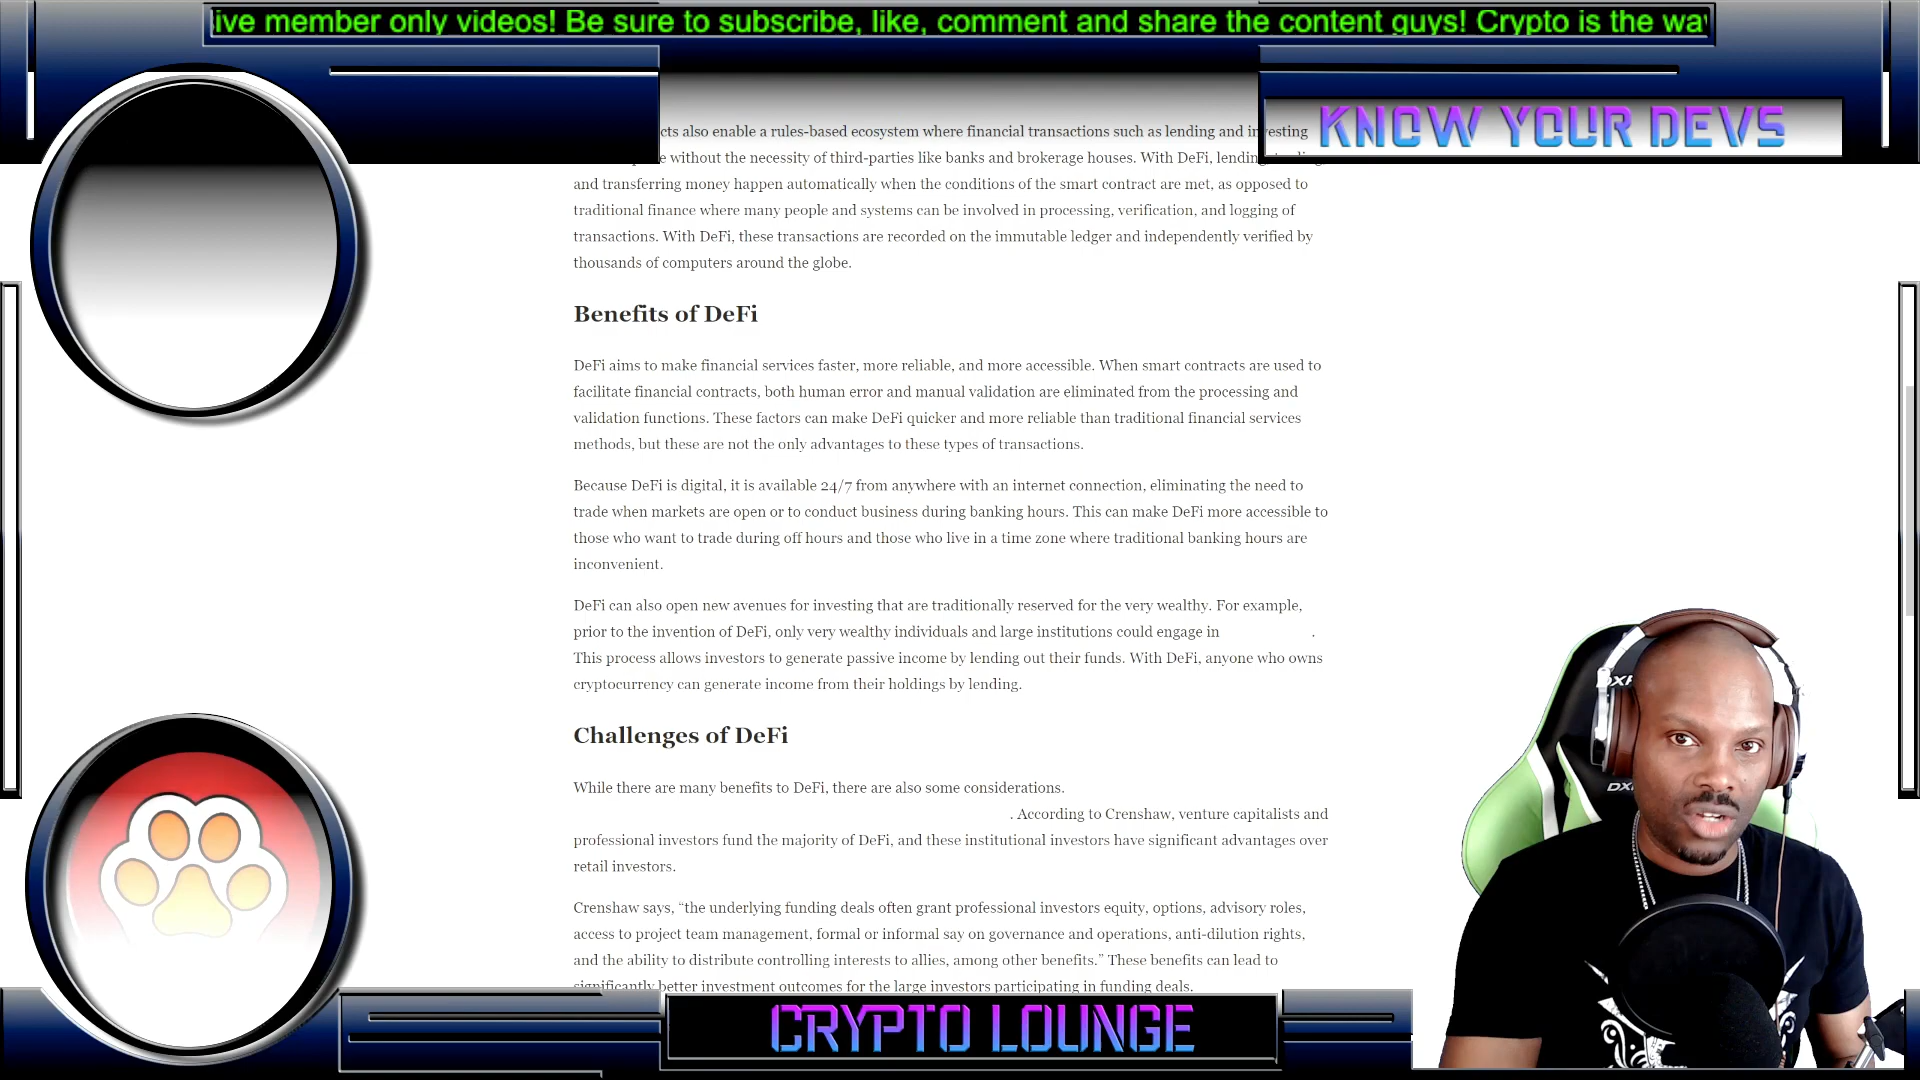 ive member only videos! Be sure to subscribe, like, comment and share the content guys! Crypto is the wa
KNOW YOUR DEVS
cts also enable a rules-based ecosystem where financial transactions such as lending and investing
e without the necessity of third-parties like banks and brokerage houses. With DeFi, lending,
and transferring money happen automatically when the conditions of the smart contract are met, as opposed to
traditional finance where many people and systems can be involved in processing, verification, and logging of
transactions. With DeFi, these transactions are recorded on the immutable ledger and independently verified by
thousands of computers around the globe.
Benefits of DeFi
DeFi aims to make financial services faster, more reliable, and more accessible. When smart contracts are used to
facilitate financial contracts, both human error and manual validation are eliminated from the processing and
validation functions. These factors can make DeFi quicker and more reliable than traditional financial services
methods, but these are not the only advantages to these types of transactions.
Because DeFi is digital, it is available 24/7 from anywhere with an internet connection, eliminating the need to
trade when markets are open or to conduct business during banking hours. This can make DeFi more accessible to
those who want to trade during off hours and those who live in a time zone where traditional banking hours are
inconvenient.
DeFi can also open new avenues for investing that are traditionally reserved for the very wealthy. For example,
prior to the invention of DeFi, only very wealthy individuals and large institutions could engage in .
This process allows investors to generate passive income by lending out their funds. With DeFi, anyone who owns
cryptocurrency can generate income from their holdings by lending.
Challenges of DeFi
While there are many benefits to DeFi, there are also some considerations.
. According to Crenshaw, venture capitalists and
professional investors fund the majority of DeFi, and these institutional investors have significant advantages over
retail investors.
Crenshaw says, “the underlying funding deals often grant professional investors equity, options, advisory roles,
access to project team management, formal or informal say on governance and operations, anti-dilution rights,
and the ability to distribute controlling interests to allies, among other benefits.” These benefits can lead to
significantly better investment outcomes for the large investors participating in funding deals.
CRYPTO LOUNGE